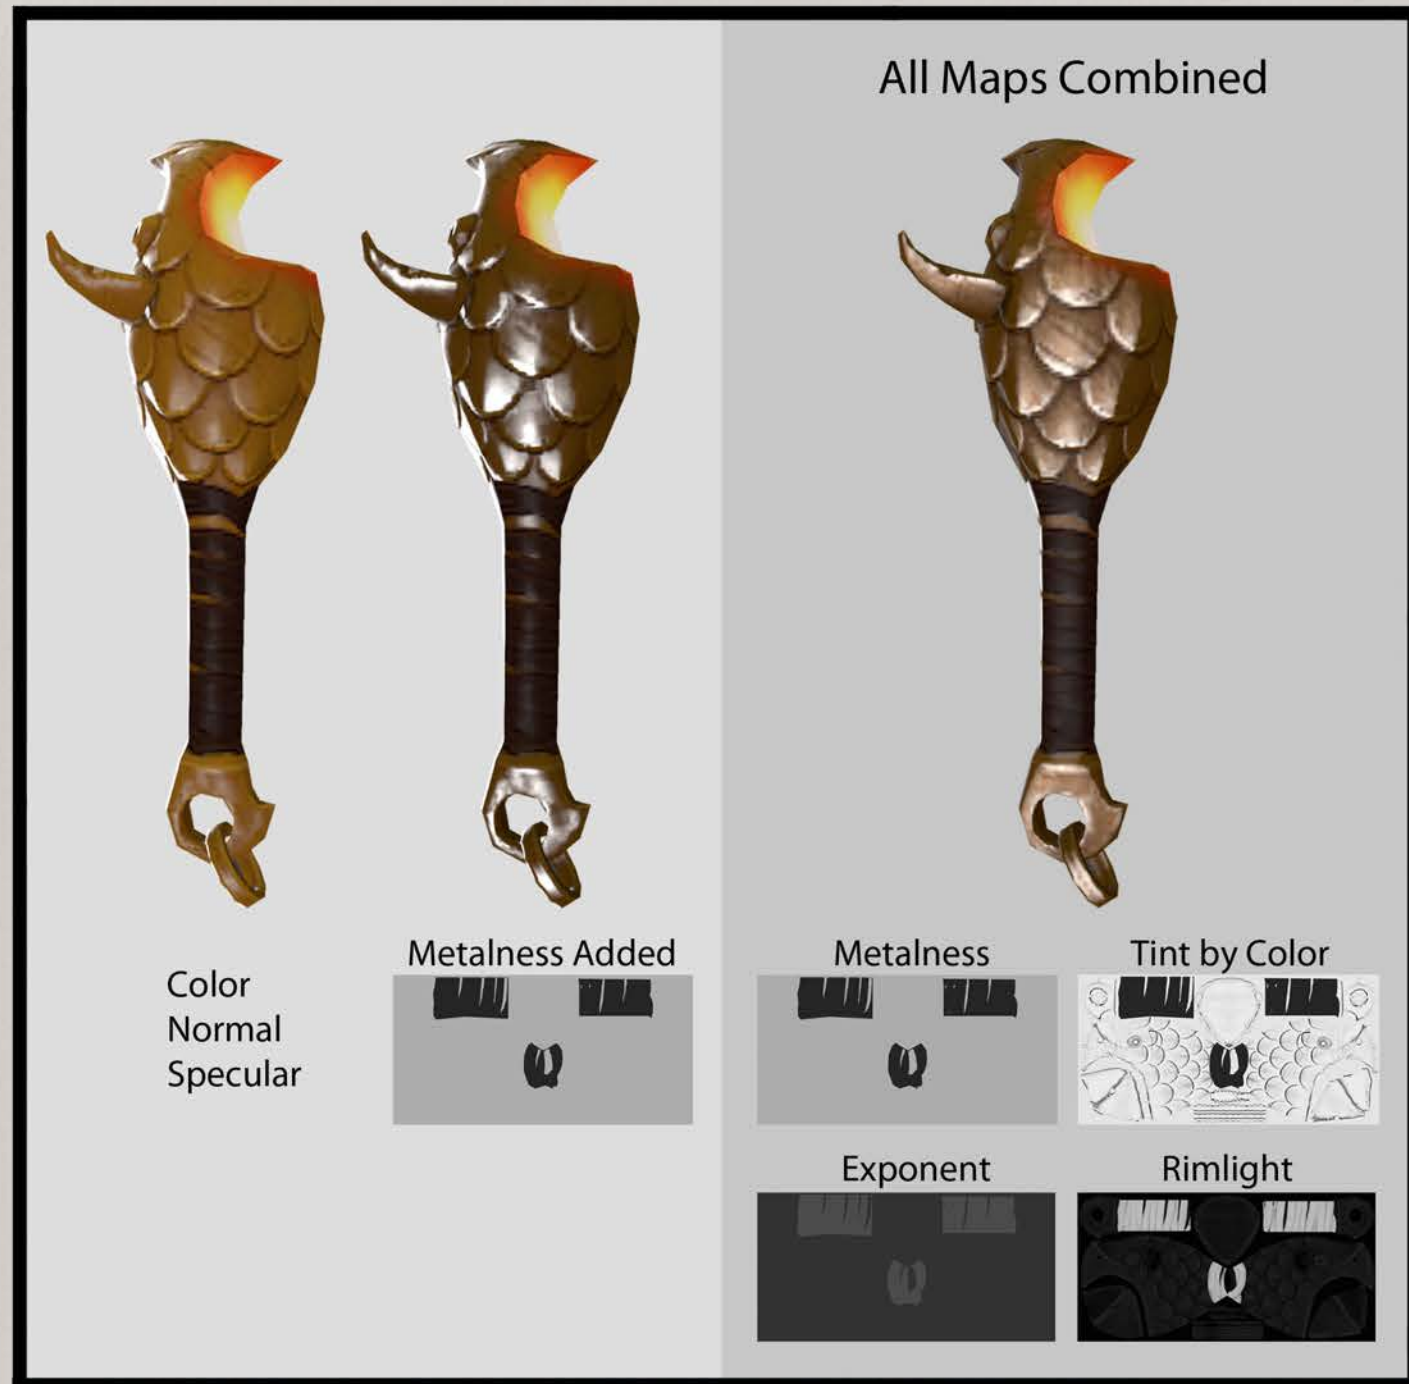 All Maps Combined
Color
Normal
Specular
Metalness Added
Metalness
Tint by Color
Exponent
Rimlight